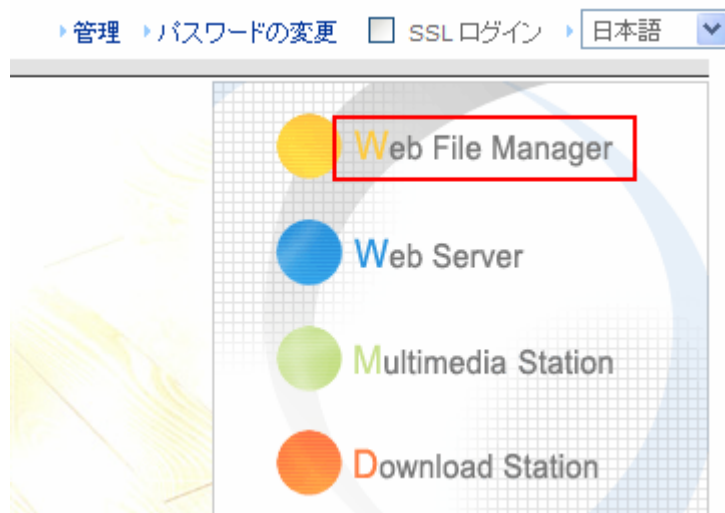 管理 パスワードの変更 SSL ログイン 日本語
Web File Manager
Web Server
Multimedia Station
Download Station